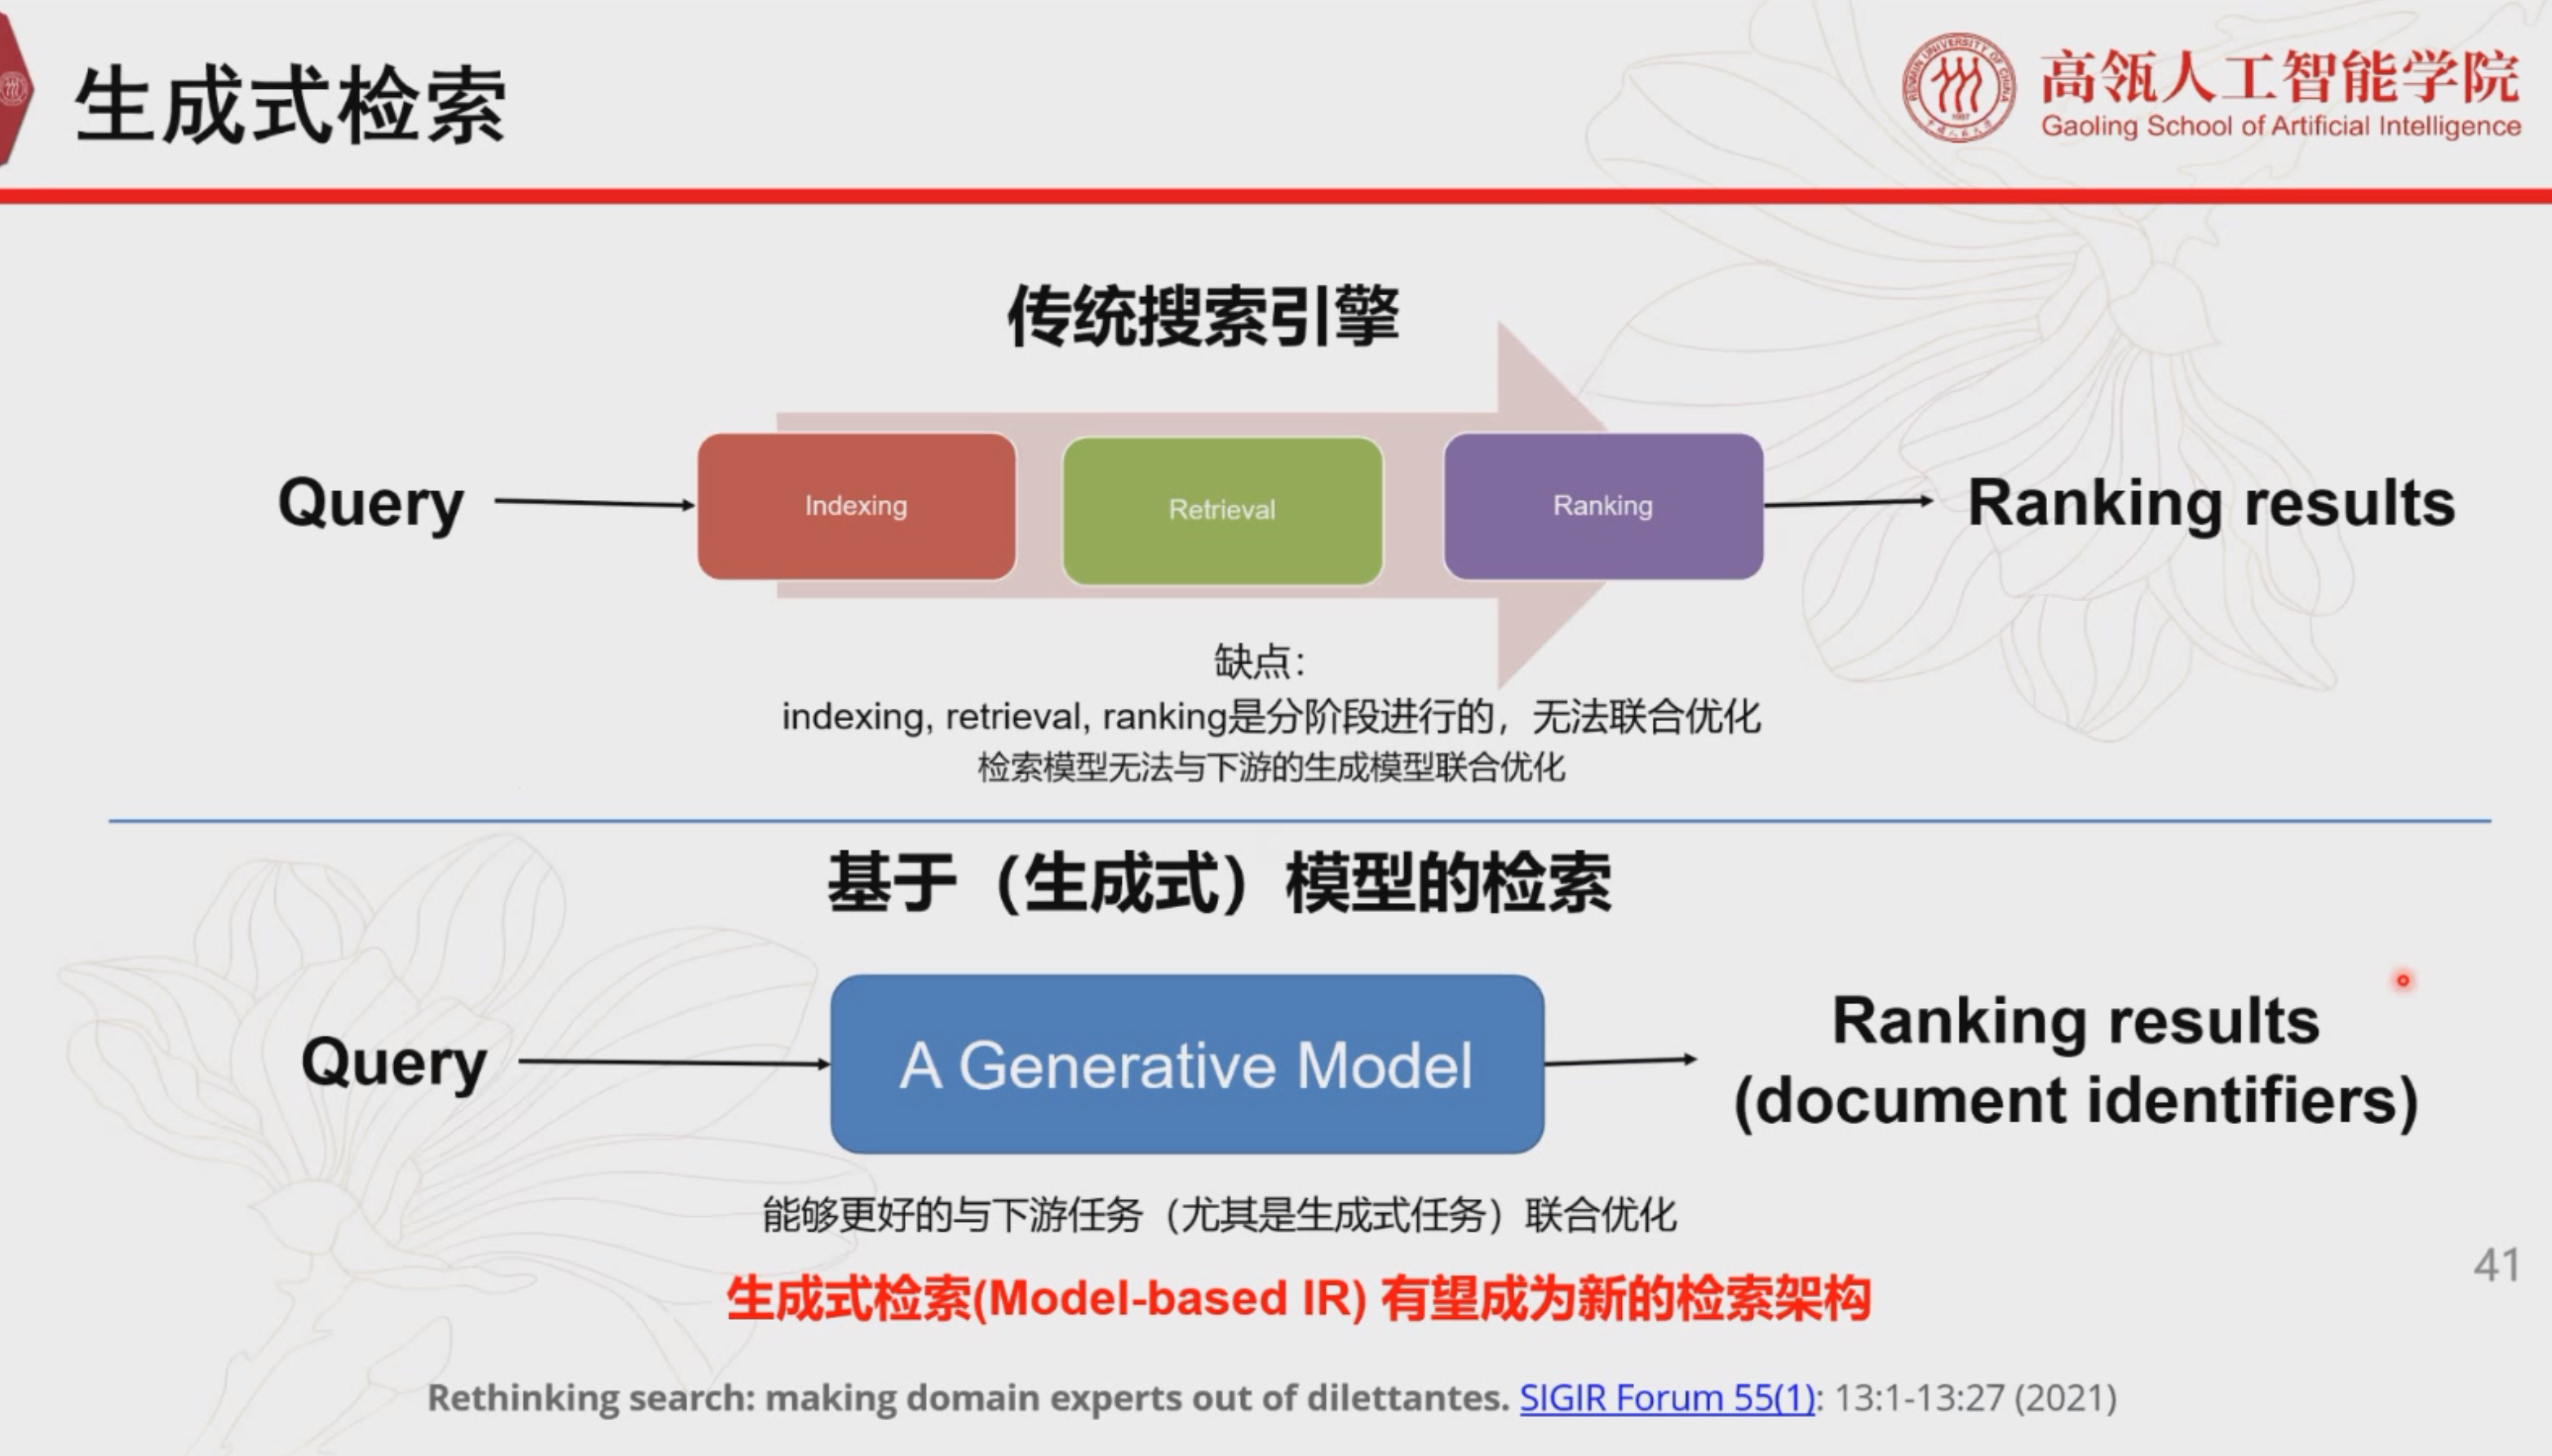 生成式检索
高瓴人工智能学院
Gaoling School of Artificial Intelligence
RENMIN UNIVERSITY OF CHINA
1937
传统搜索引擎
Query
Indexing
Retrieval
Ranking
Ranking results
缺点：
indexing, retrieval, ranking是分阶段进行的，无法联合优化
检索模型无法与下游的生成模型联合优化
基于（生成式）模型的检索
Query
A Generative Model
Ranking results
(document identifiers)
能够更好的与下游任务（尤其是生成式任务）联合优化
41
生成式检索(Model-based IR) 有望成为新的检索架构
Rethinking search: making domain experts out of dilettantes. SIGIR Forum 55(1): 13:1-13:27 (2021)